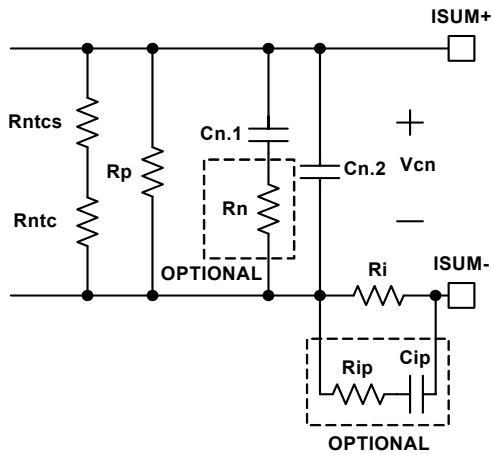 ISUM+
Rntcs
Cn.1
+
Rp
Cn.2
Vcn
Rntc
Rn
−
OPTIONAL
Ri
ISUM-
Rip
Cip
OPTIONAL